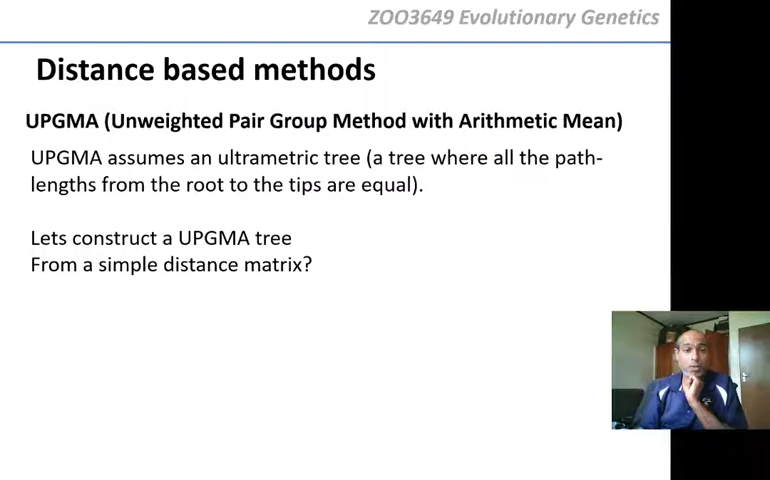 ZOO3649 Evolutionary Genetics
Distance based methods
UPGMA (Unweighted Pair Group Method with Arithmetic Mean)
UPGMA assumes an ultrametric tree (a tree where all the path-
lengths from the root to the tips are equal).
Lets construct a UPGMA tree
From a simple distance matrix?